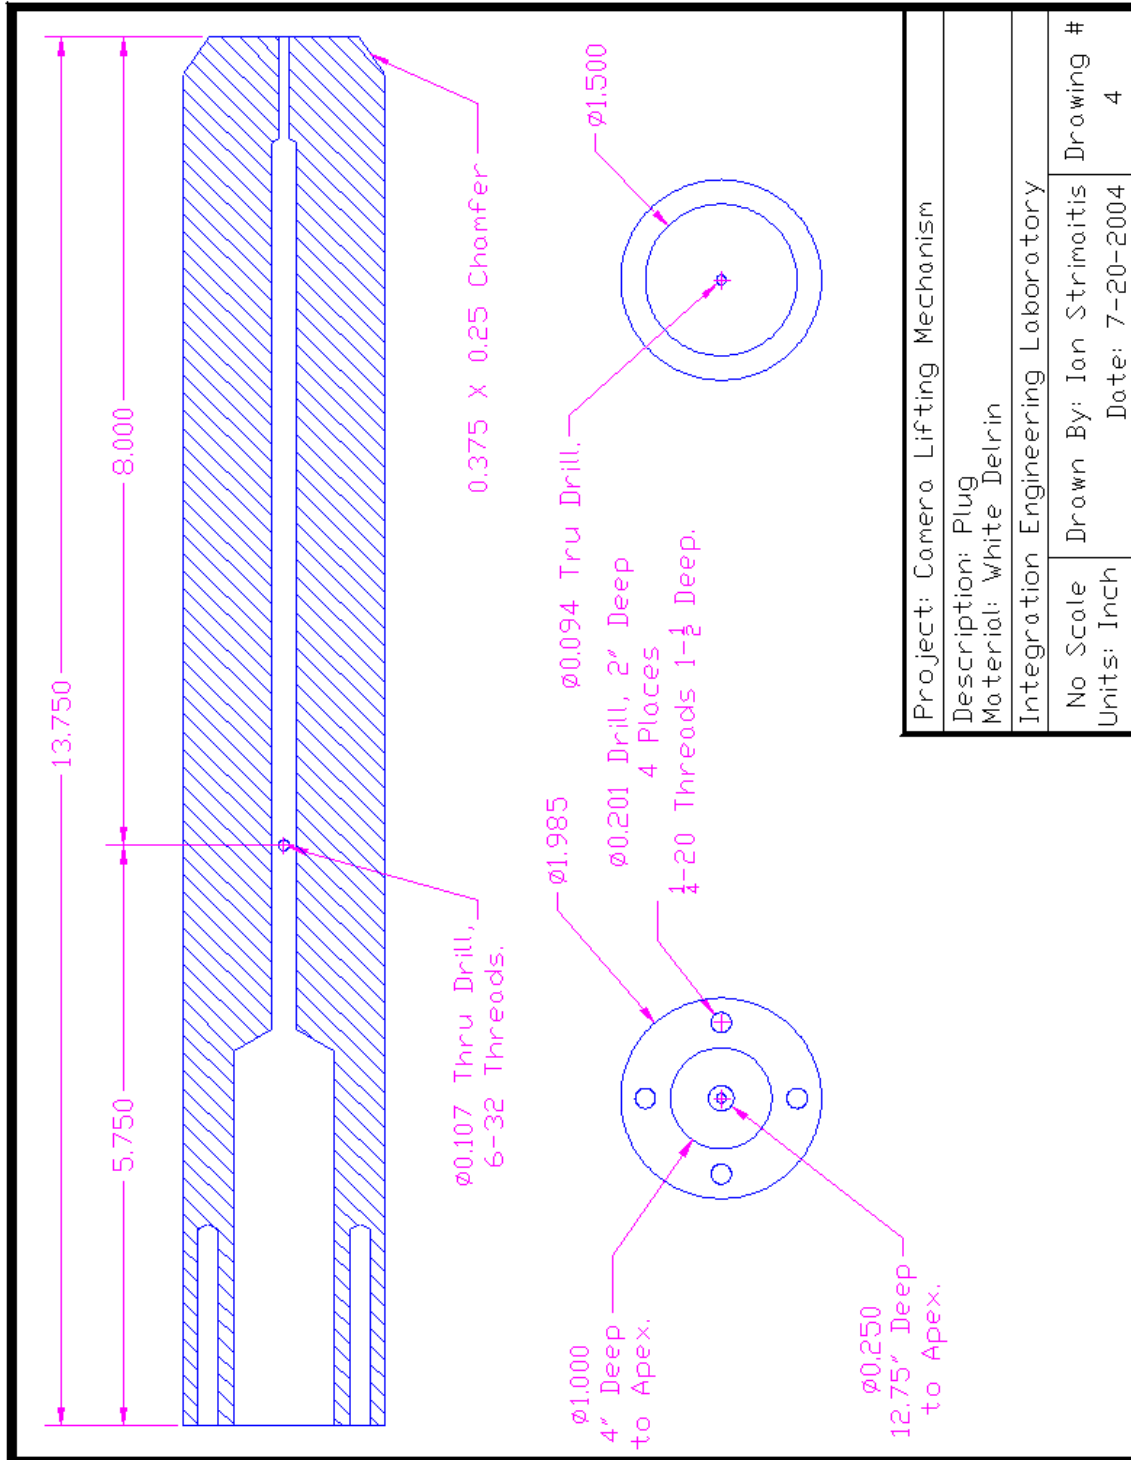 13.750
5.750
8.000
0.375 X 0.25 Chamfer
Ø0.107 Thru Drill,
6-32 Threads.
Ø1.000
4" Deep
to Apex.
Ø1.985
Ø0.201 Drill, 2" Deep
4 Places
1/4-20 Threads 1-1/2 Deep.
Ø0.250
12.75" Deep
to Apex.
Ø0.094 Tru Drill.
Ø1.500
Project: Camera Lifting Mechanism
Description: Plug
Material: White Delrin
Integration Engineering Laboratory
No Scale
Units: Inch
Drawn By: Ian Strimaitis
Date: 7-20-2004
Drawing #
4